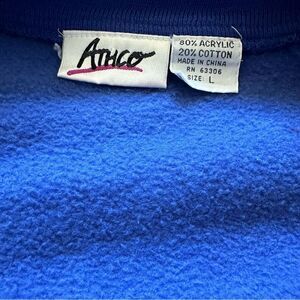 ATHCO
80% ACRYLIC
20% COTTON
MADE IN CHINA
RN 63306
SIZE: L